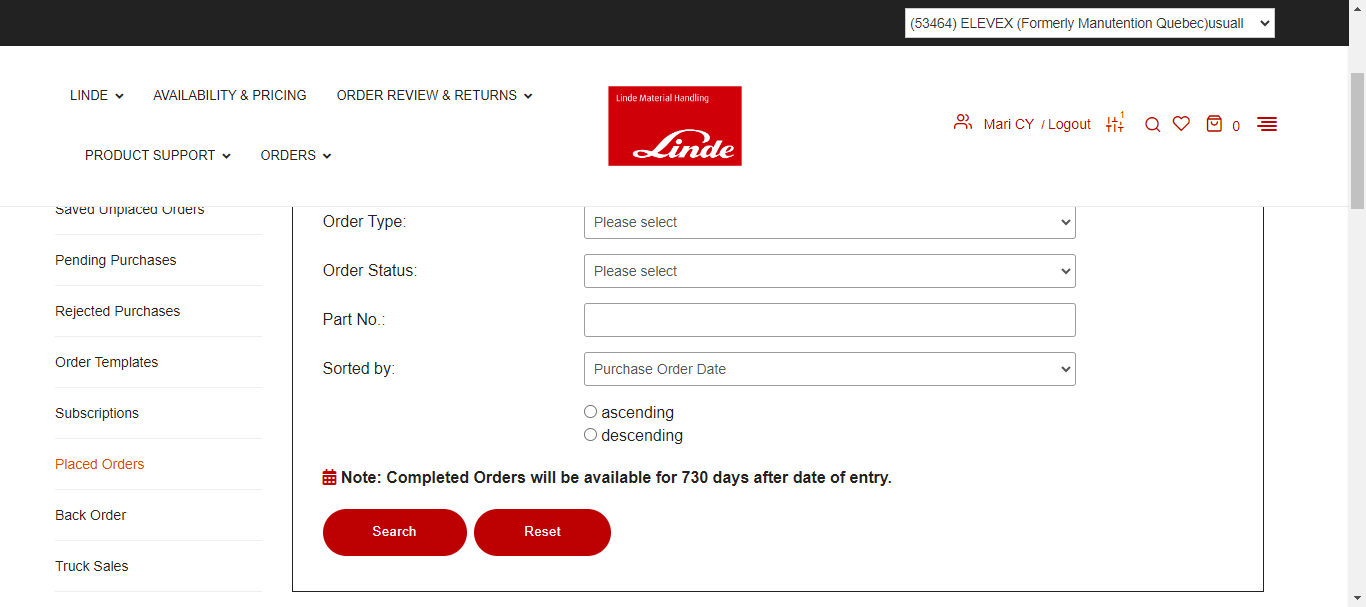 (53464) ELEVEX (Formerly Manutention Quebec)usuall
LINDE
AVAILABILITY & PRICING
ORDER REVIEW & RETURNS
PRODUCT SUPPORT
ORDERS
Linde Material Handling
Linde
Mari CY / Logout
1
0
Saved Unplaced Orders
Pending Purchases
Rejected Purchases
Order Templates
Subscriptions
Placed Orders
Back Order
Truck Sales
Order Type:
Please select
Order Status:
Please select
Part No.:
Sorted by:
Purchase Order Date
ascending
descending
Note: Completed Orders will be available for 730 days after date of entry.
Search
Reset